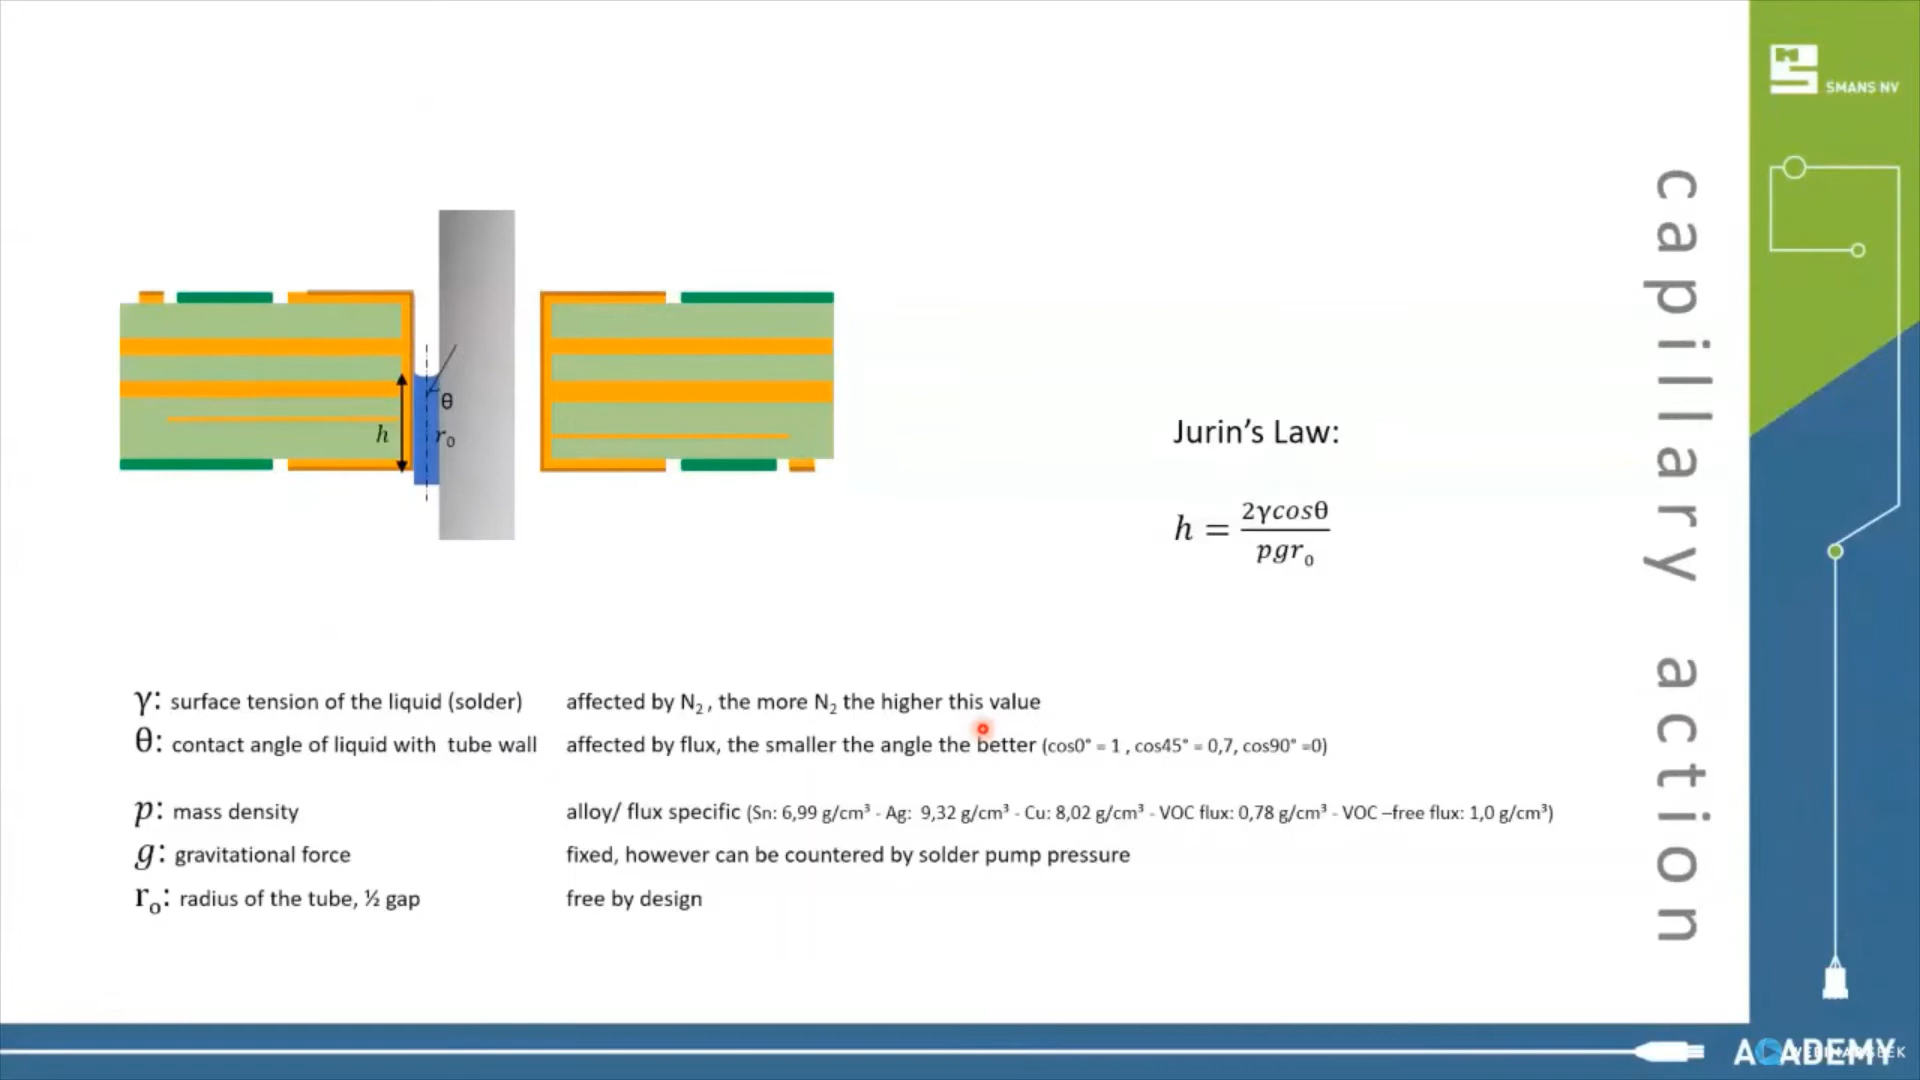 SMANS NV
capillary action
θ
h
r₀
Jurin’s Law:
h = 2γcosθ / pgr₀
γ: surface tension of the liquid (solder) affected by N₂ , the more N₂ the higher this value
θ: contact angle of liquid with tube wall affected by flux, the smaller the angle the better (cos0° = 1 , cos45° = 0,7, cos90° =0)
p: mass density alloy/ flux specific (Sn: 6,99 g/cm³ - Ag: 9,32 g/cm³ - Cu: 8,02 g/cm³ - VOC flux: 0,78 g/cm³ - VOC –free flux: 1,0 g/cm³)
g: gravitational force fixed, however can be countered by solder pump pressure
r₀: radius of the tube, ½ gap free by design
ACADEMY